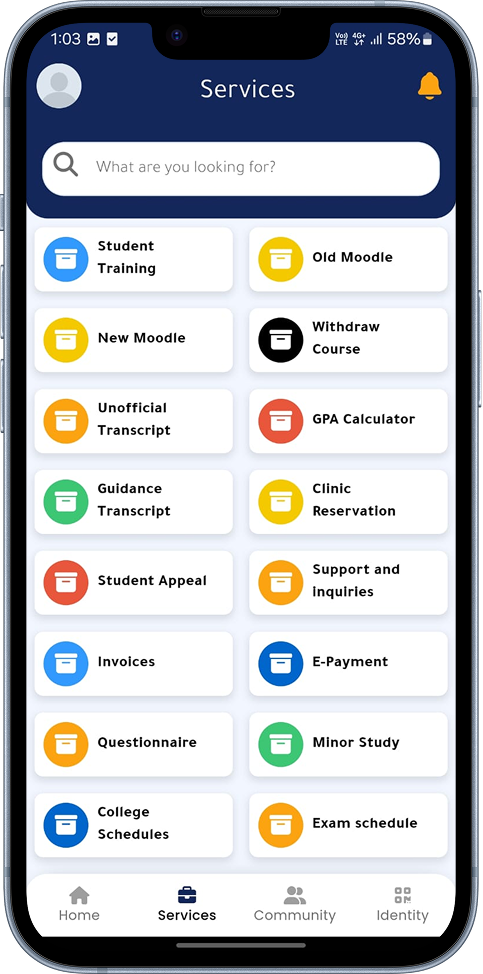 1:03
Vo)) LTE 4G+ 58%
Services
What are you looking for?
Student
Training
Old Moodle
New Moodle
Withdraw
Course
Unofficial
Transcript
GPA Calculator
Guidance
Transcript
Clinic
Reservation
Student Appeal
Support and
Inquiries
Invoices
E-Payment
Questionnaire
Minor Study
College
Schedules
Exam schedule
Home
Services
Community
Identity